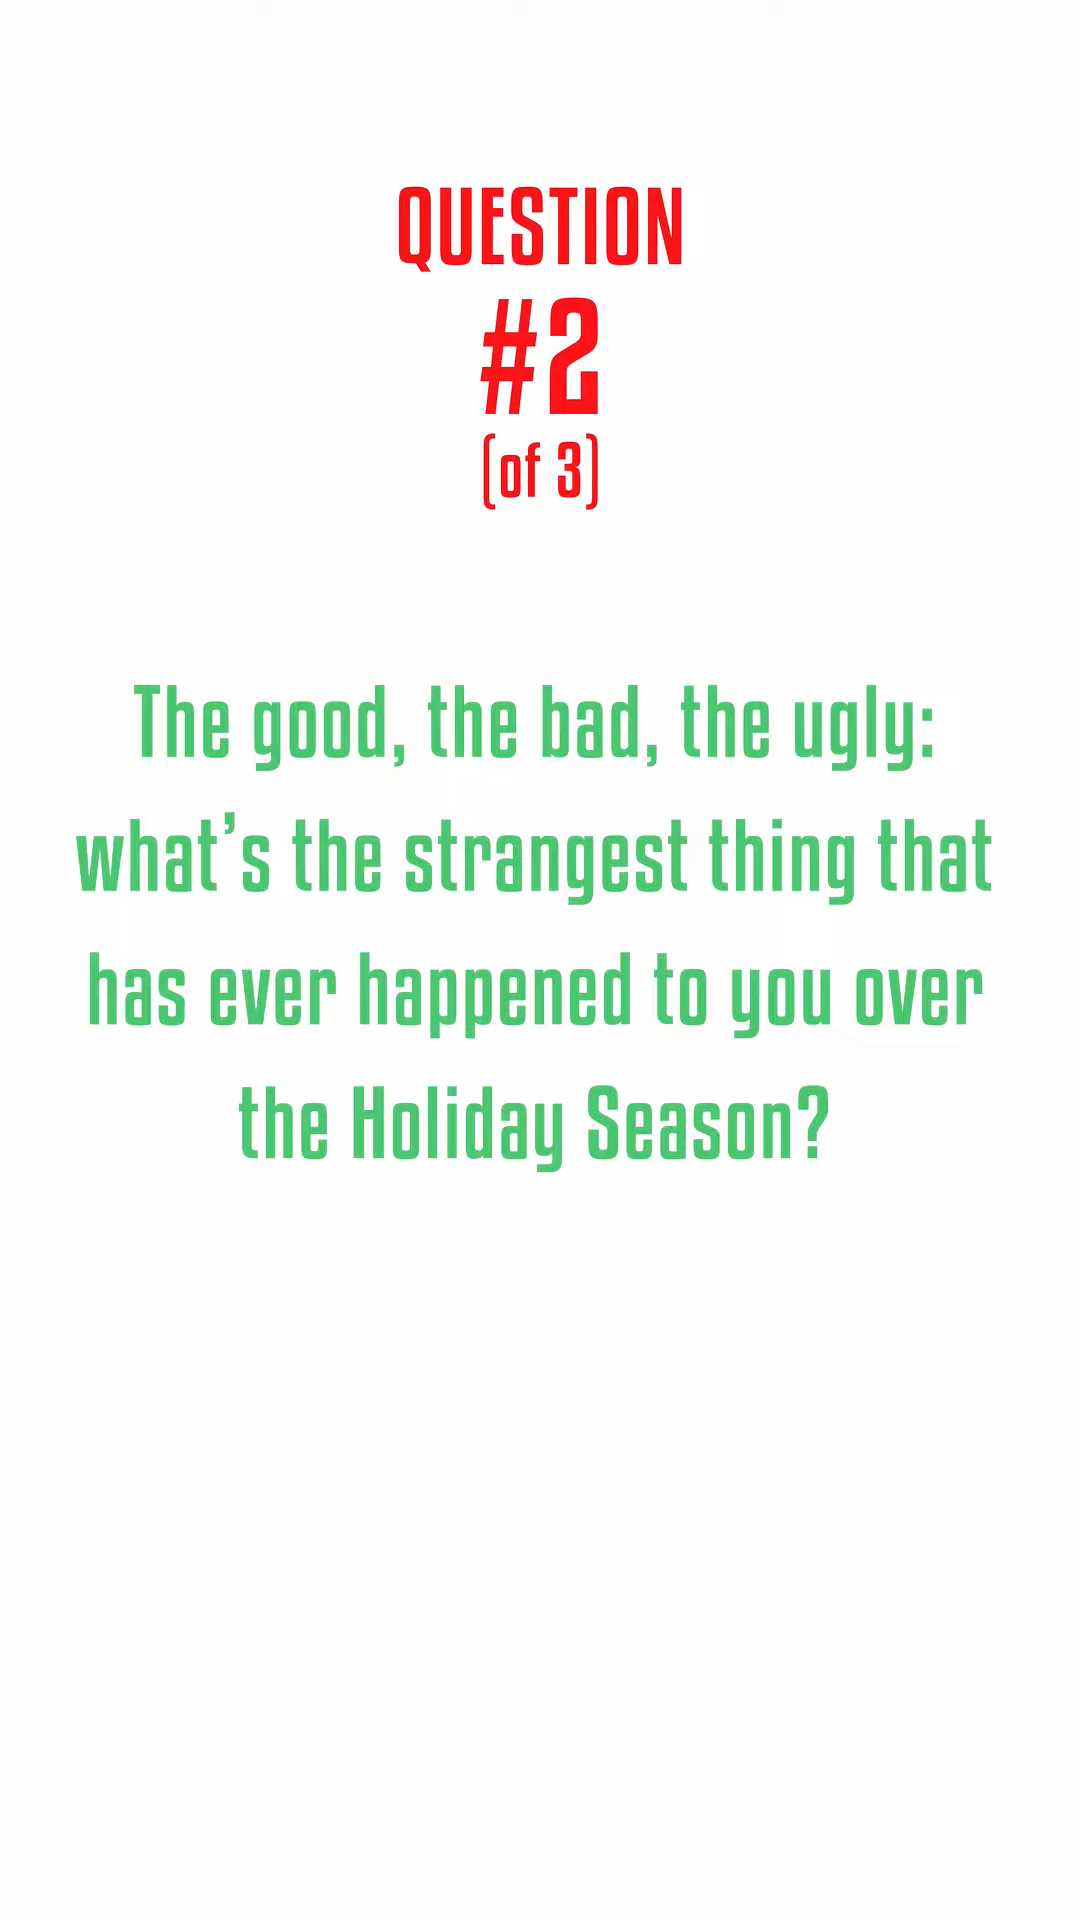 QUESTION
#2
(of 3)
The good, the bad, the ugly:
what’s the strangest thing that
has ever happened to you over
the Holiday Season?